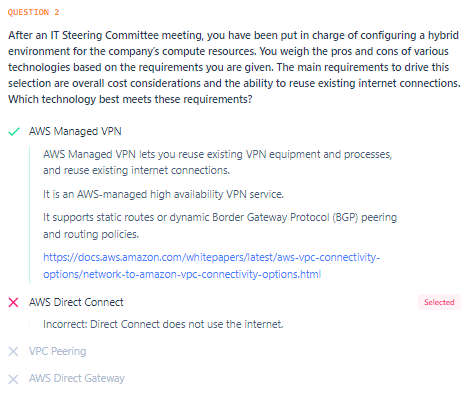 QUESTION 2
After an IT Steering Committee meeting, you have been put in charge of configuring a hybrid
environment for the company's compute resources. You weigh the pros and cons of various
technologies based on the requirements you are given. The main requirements to drive this
selection are overall cost considerations and the ability to reuse existing internet connections.
Which technology best meets these requirements?
AWS Managed VPN
AWS Managed VPN lets you reuse existing VPN equipment and processes,
and reuse existing internet connections.
It is an AWS-managed high availability VPN service.
It supports static routes or dynamic Border Gateway Protocol (BGP) peering
and routing policies.
https://docs.aws.amazon.com/whitepapers/latest/aws-vpc-connectivity-
options/network-to-amazon-vpc-connectivity-options.html
AWS Direct Connect
Selected
Incorrect: Direct Connect does not use the internet.
VPC Peering
AWS Direct Gateway